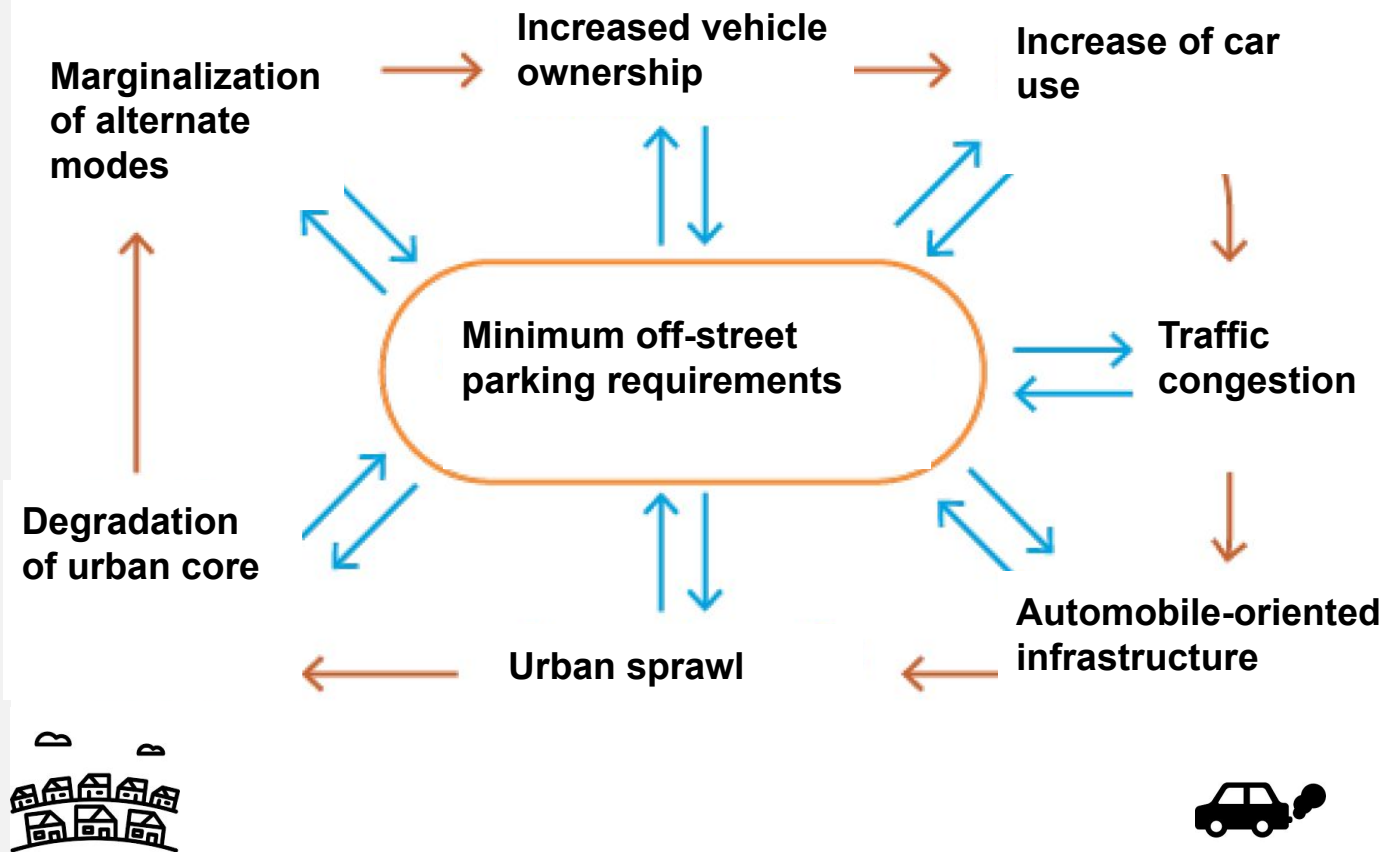 Marginalization
of alternate
modes
Increased vehicle
ownership
Increase of car
use
Minimum off-street
parking requirements
Traffic
congestion
Degradation
of urban core
Urban sprawl
Automobile-oriented
infrastructure